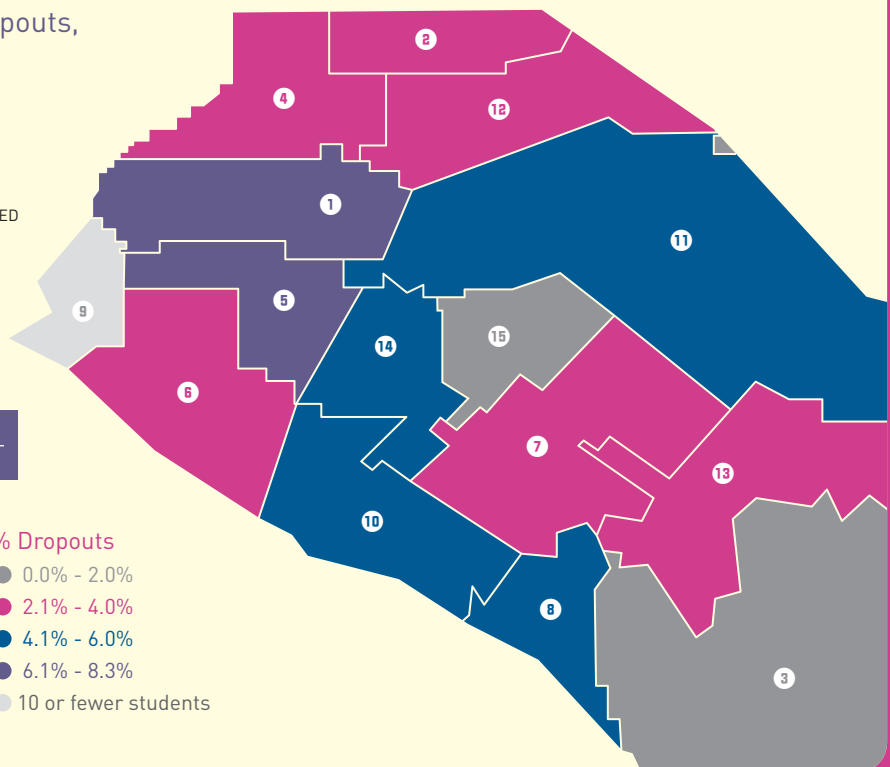 pouts,
2
4
12
ED
1
11
5
9
15
14
6
7
13
10
% Dropouts
0.0% - 2.0%
8
2.1% - 4.0%
4.1% - 6.0%
6.1% - 8.3%
3
10 or fewer students